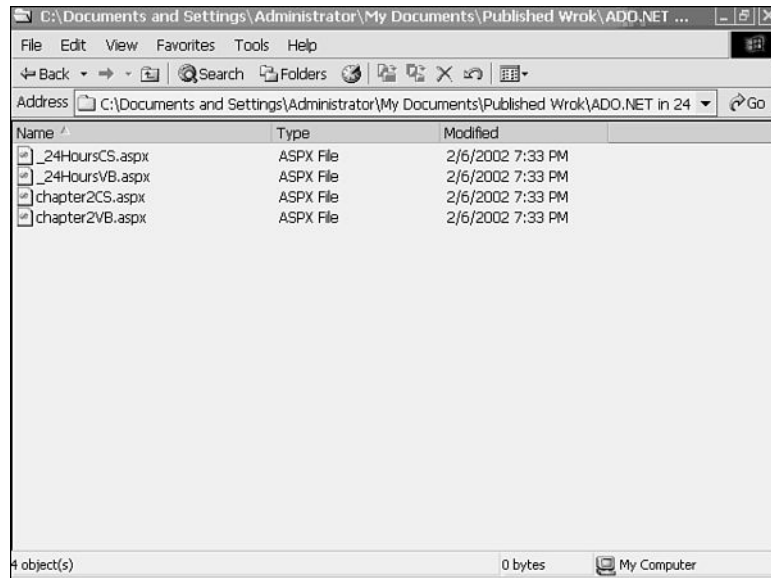 C:\Documents and Settings\Administrator\My Documents\Published Wrok\ADO.NET ...
File Edit View Favorites Tools Help
Back Search Folders
Address C:\Documents and Settings\Administrator\My Documents\Published Wrok\ADO.NET in 24 Go
Name Type Modified
_24HoursCS.aspx ASPX File 2/6/2002 7:33 PM
_24HoursVB.aspx ASPX File 2/6/2002 7:33 PM
chapter2CS.aspx ASPX File 2/6/2002 7:33 PM
chapter2VB.aspx ASPX File 2/6/2002 7:33 PM
4 object(s) 0 bytes My Computer